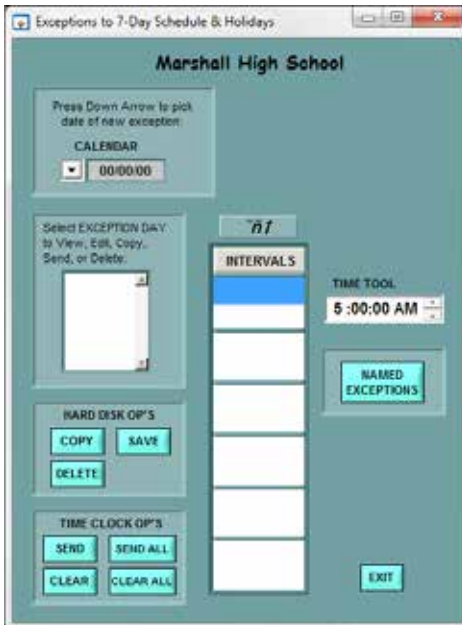 Exceptions to 7-Day Schedule & Holidays
Marshall High School
Press Down Arrow to pick
date of new exception
CALENDAR
00/00/00
Select EXCEPTION DAY
to View, Edit, Copy,
Send, or Delete.
INTERVALS
TIME TOOL
5 :00:00 AM
NAMED
EXCEPTIONS
HARD DISK OP'S
COPY
SAVE
DELETE
TIME CLOCK OP'S
SEND
SEND ALL
CLEAR
CLEAR ALL
EXIT